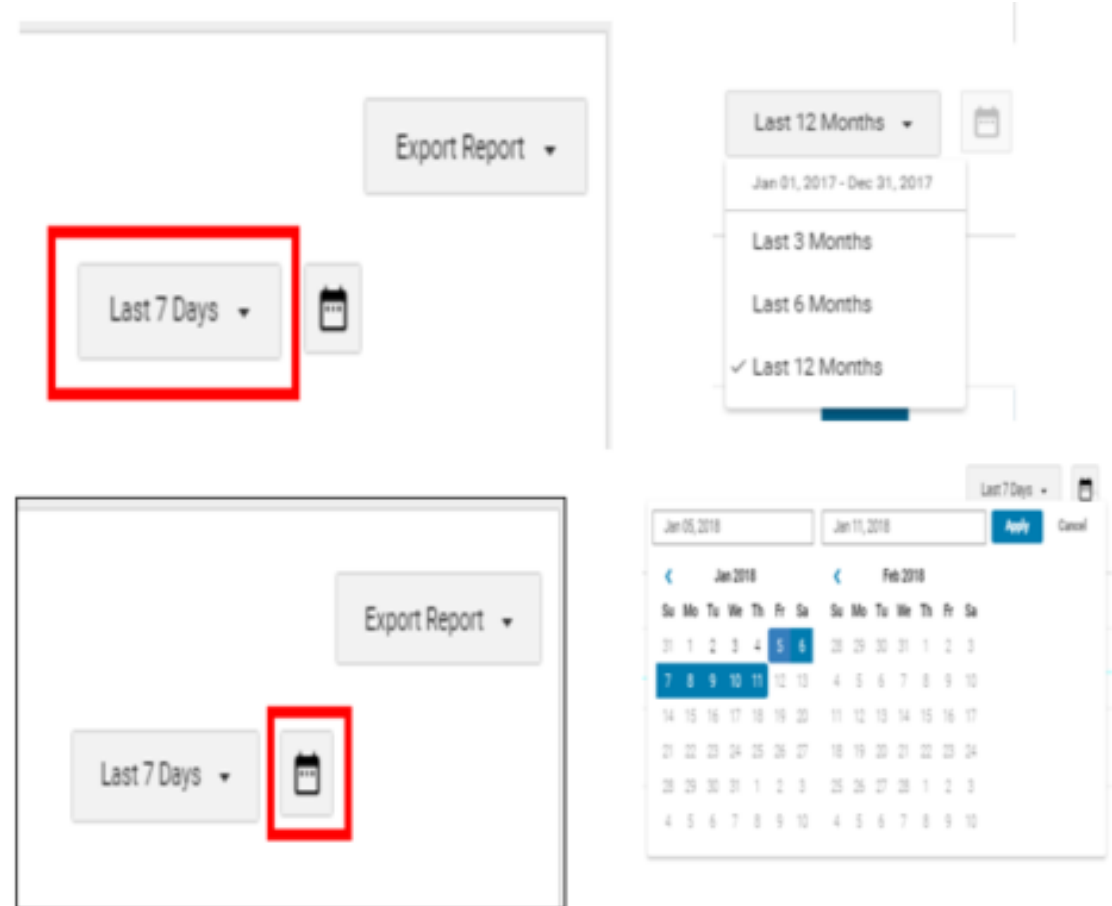 Export Report
Last 7 Days
Last 12 Months
Jan 01, 2017 - Dec 31, 2017
Last 3 Months
Last 6 Months
Last 12 Months
Export Report
Last 7 Days
Last 7 Days
Jan 05, 2018 Jan 11, 2018 Apply Cancel
Jan 2018 Feb 2018
Su Mo Tu We Th Fr Sa Su Mo Tu We Th Fr Sa
31 1 2 3 4 5 6 28 29 30 31 1 2 3
7 8 9 10 11 12 13 4 5 6 7 8 9 10
14 15 16 17 18 19 20 11 12 13 14 15 16 17
21 22 23 24 25 26 27 18 19 20 21 22 23 24
28 29 30 31 1 2 3 25 26 27 28 1 2 3
4 5 6 7 8 9 10 4 5 6 7 8 9 10